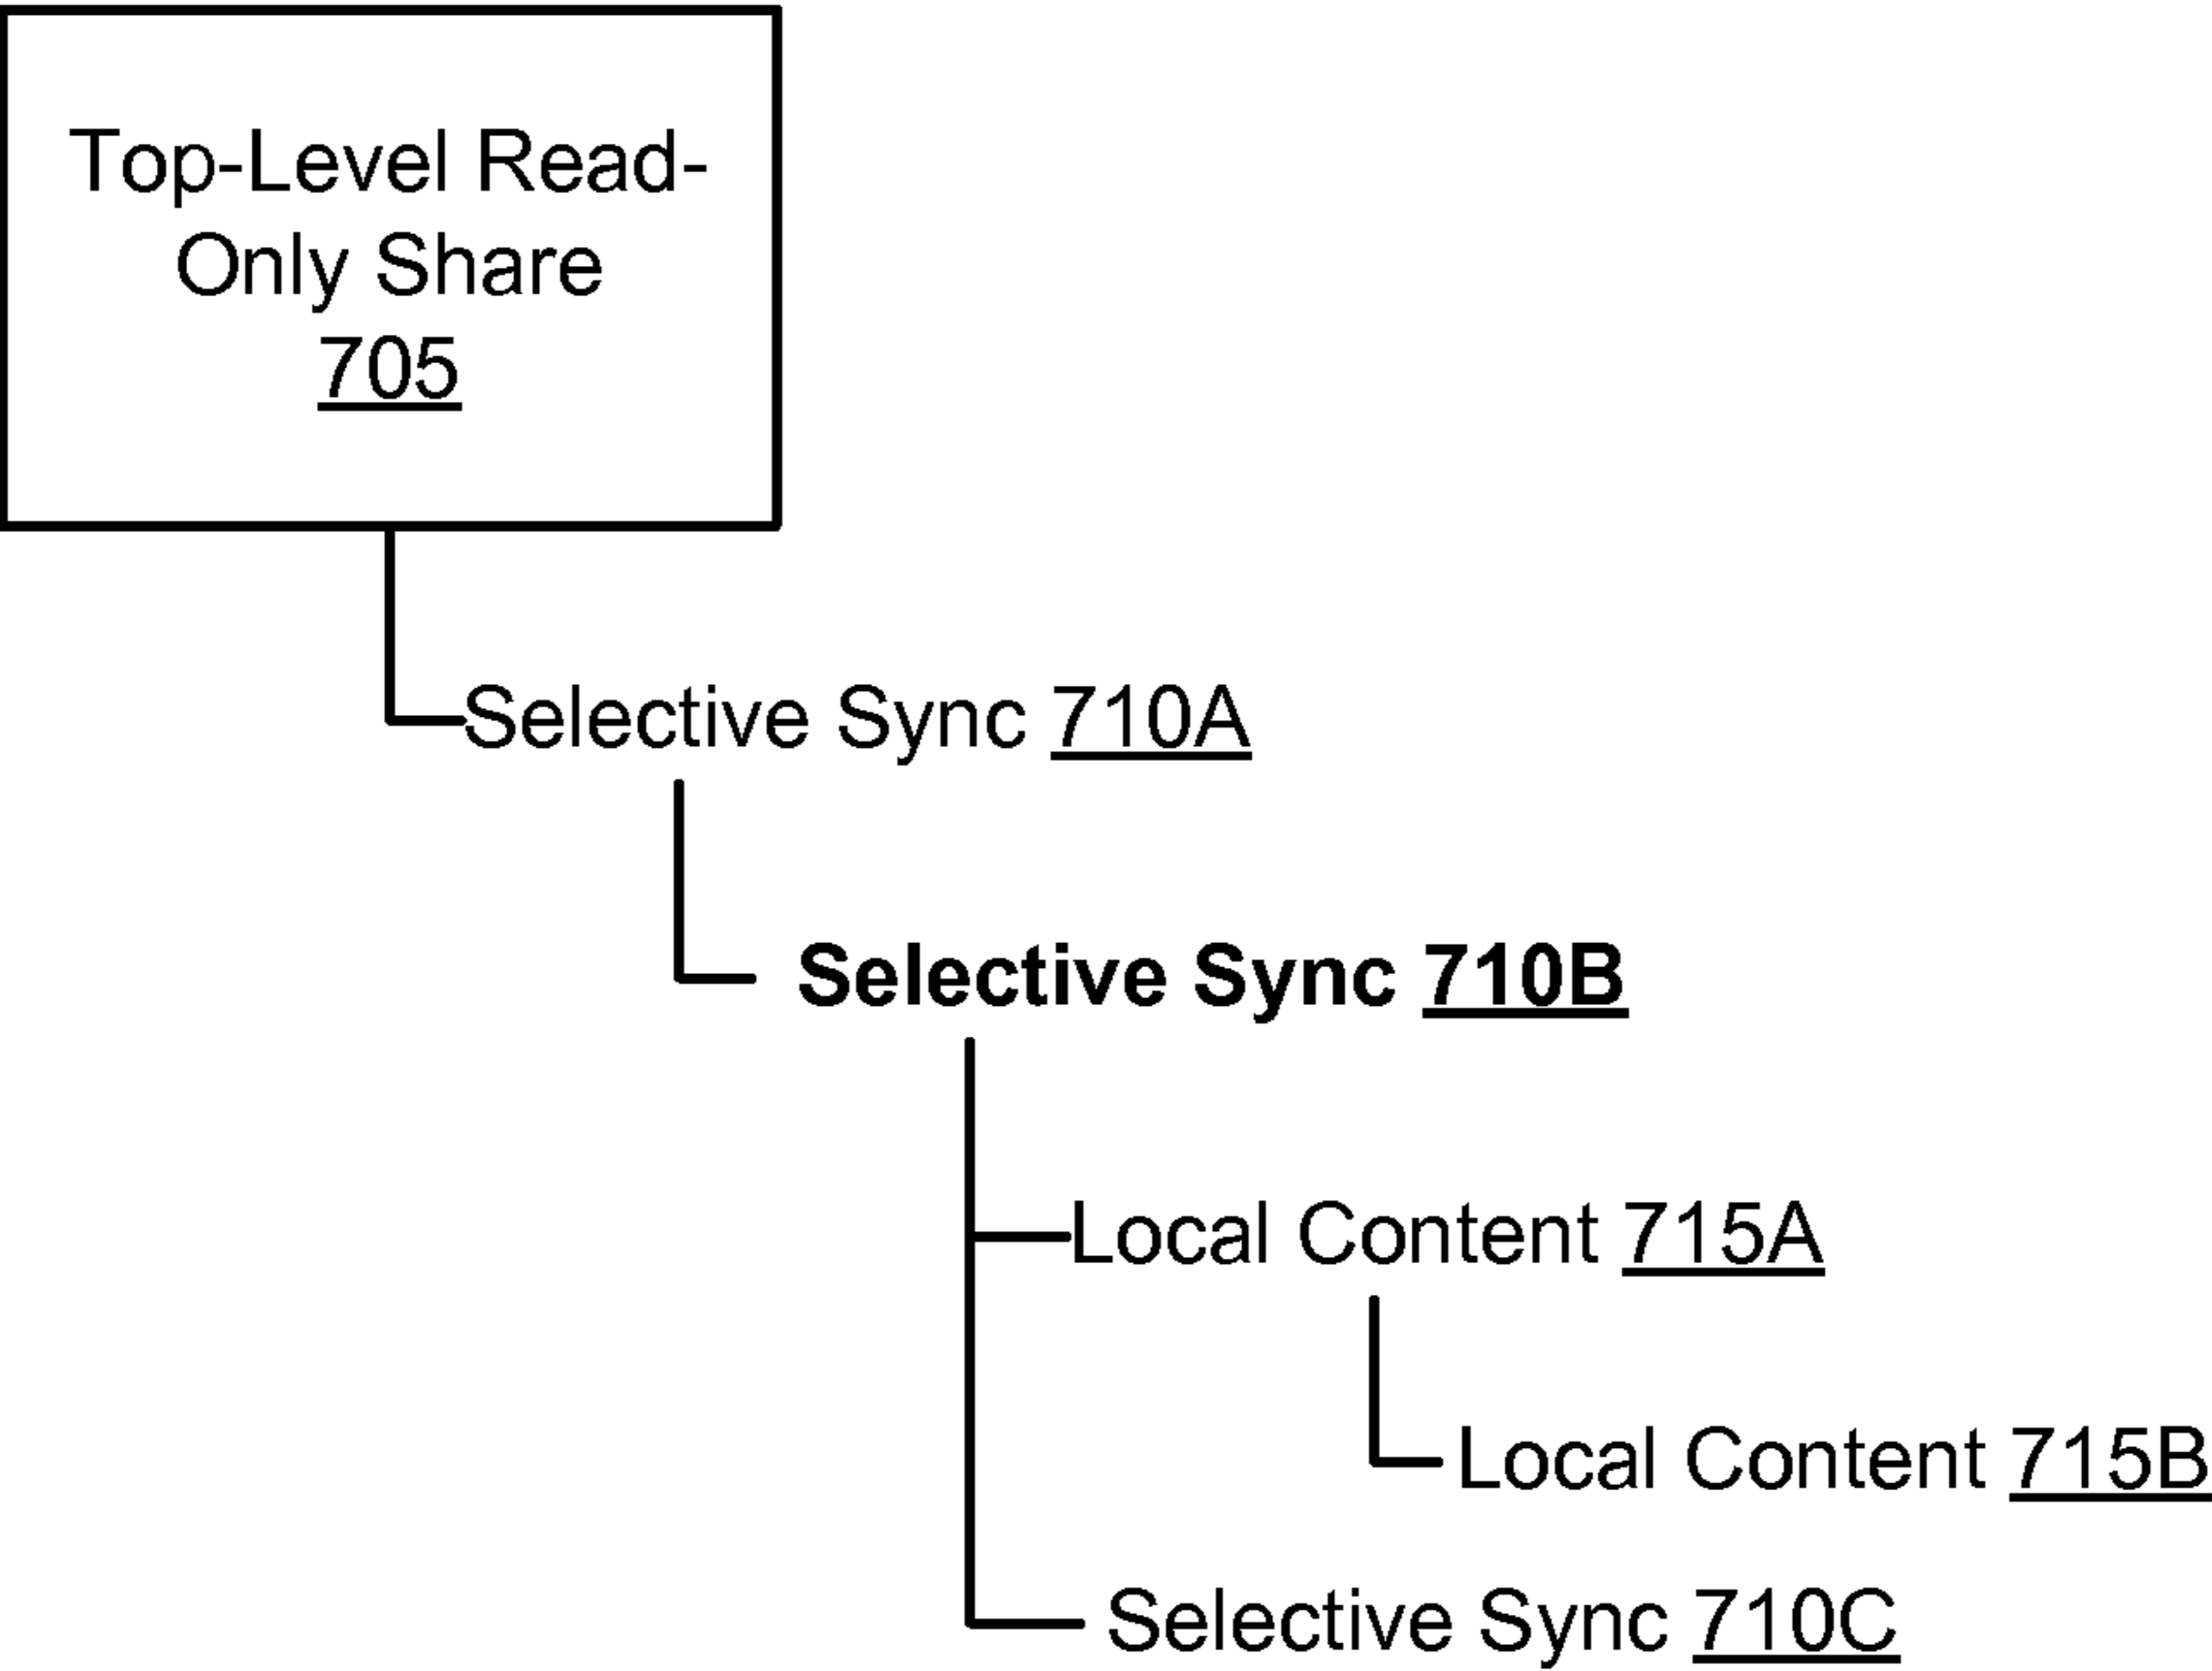 Top-Level Read-
Only Share
705
Selective Sync 710A
Selective Sync 710B
Local Content 715A
Local Content 715B
Selective Sync 710C